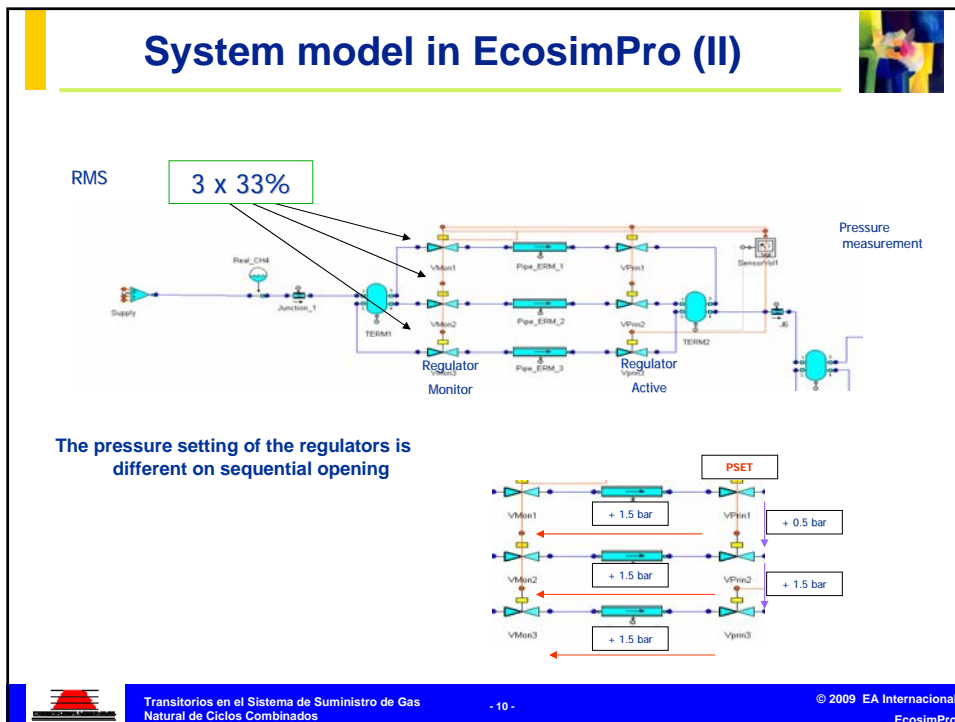 System model in EcosimPro (II)
RMS
3 x 33%
Pressure
measurement
Real_CH4
VMon1
Pipe_ERM_1
VPrin1
SensorVol1
Supply
Junction_1
TERM1
VMon2
Pipe_ERM_2
VPrin2
TERM2
J6
Regulator
VMon3
Monitor
Pipe_ERM_3
Regulator
Vprin3
Active
The pressure setting of the regulators is
different on sequential opening
PSET
VMon1
+ 1.5 bar
VPrin1
+ 0.5 bar
VMon2
+ 1.5 bar
VPrin2
+ 1.5 bar
VMon3
+ 1.5 bar
Vprin3
Transitorios en el Sistema de Suministro de Gas
Natural de Ciclos Combinados
- 10 -
© 2009 EA Internacional
EcosimPro